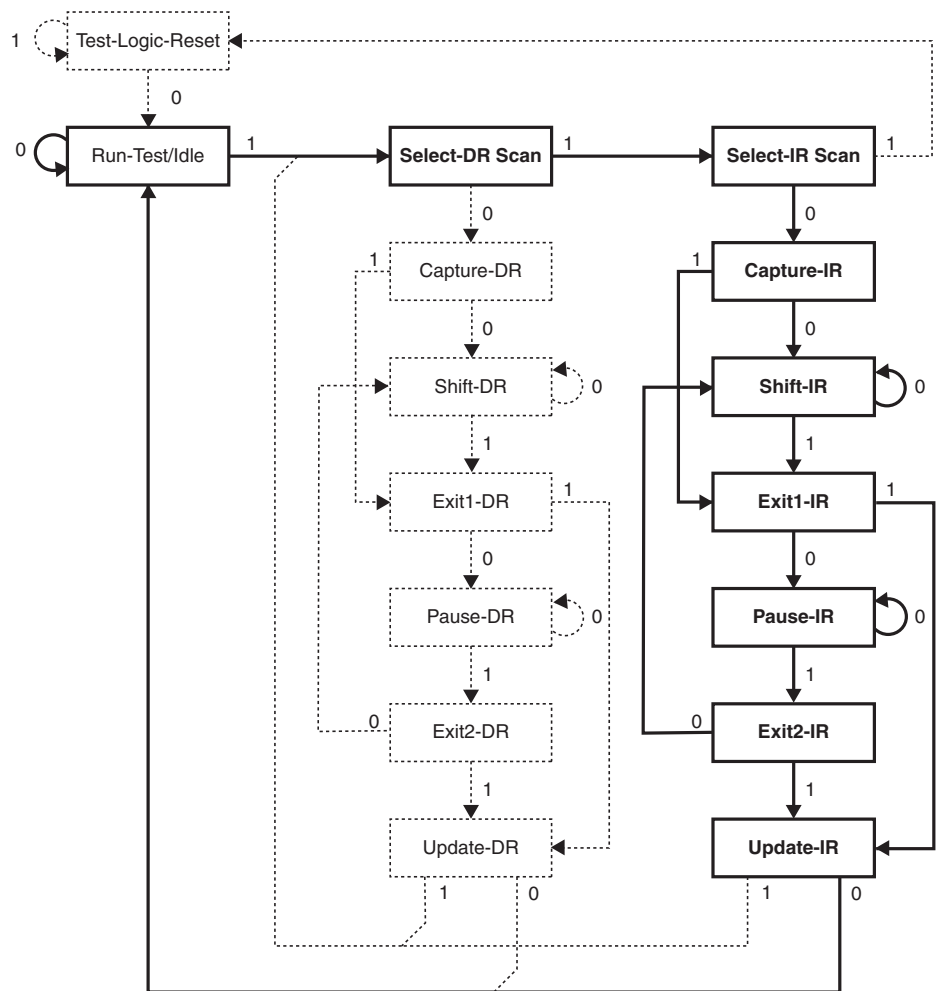 1
Test-Logic-Reset
0
0
Run-Test/Idle
1
Select-DR Scan
1
Select-IR Scan
1
0
0
1
Capture-DR
1
Capture-IR
0
0
Shift-DR
0
Shift-IR
0
1
1
Exit1-DR
1
Exit1-IR
1
0
0
Pause-DR
0
Pause-IR
0
1
1
0
Exit2-DR
0
Exit2-IR
1
1
Update-DR
Update-IR
1
0
1
0